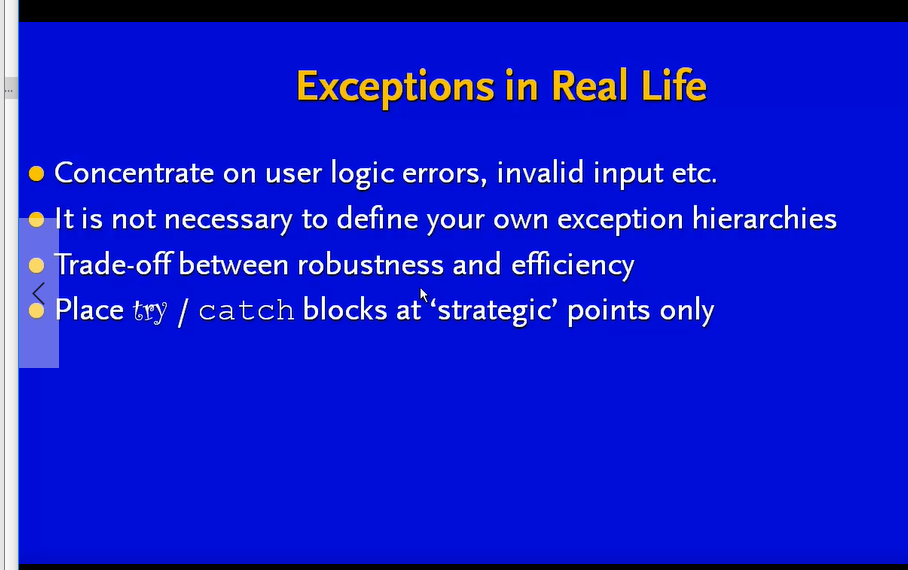 Exceptions in Real Life
Concentrate on user logic errors, invalid input etc.
It is not necessary to define your own exception hierarchies
Trade-off between robustness and efficiency
Place try / catch blocks at ‘strategic’ points only
...